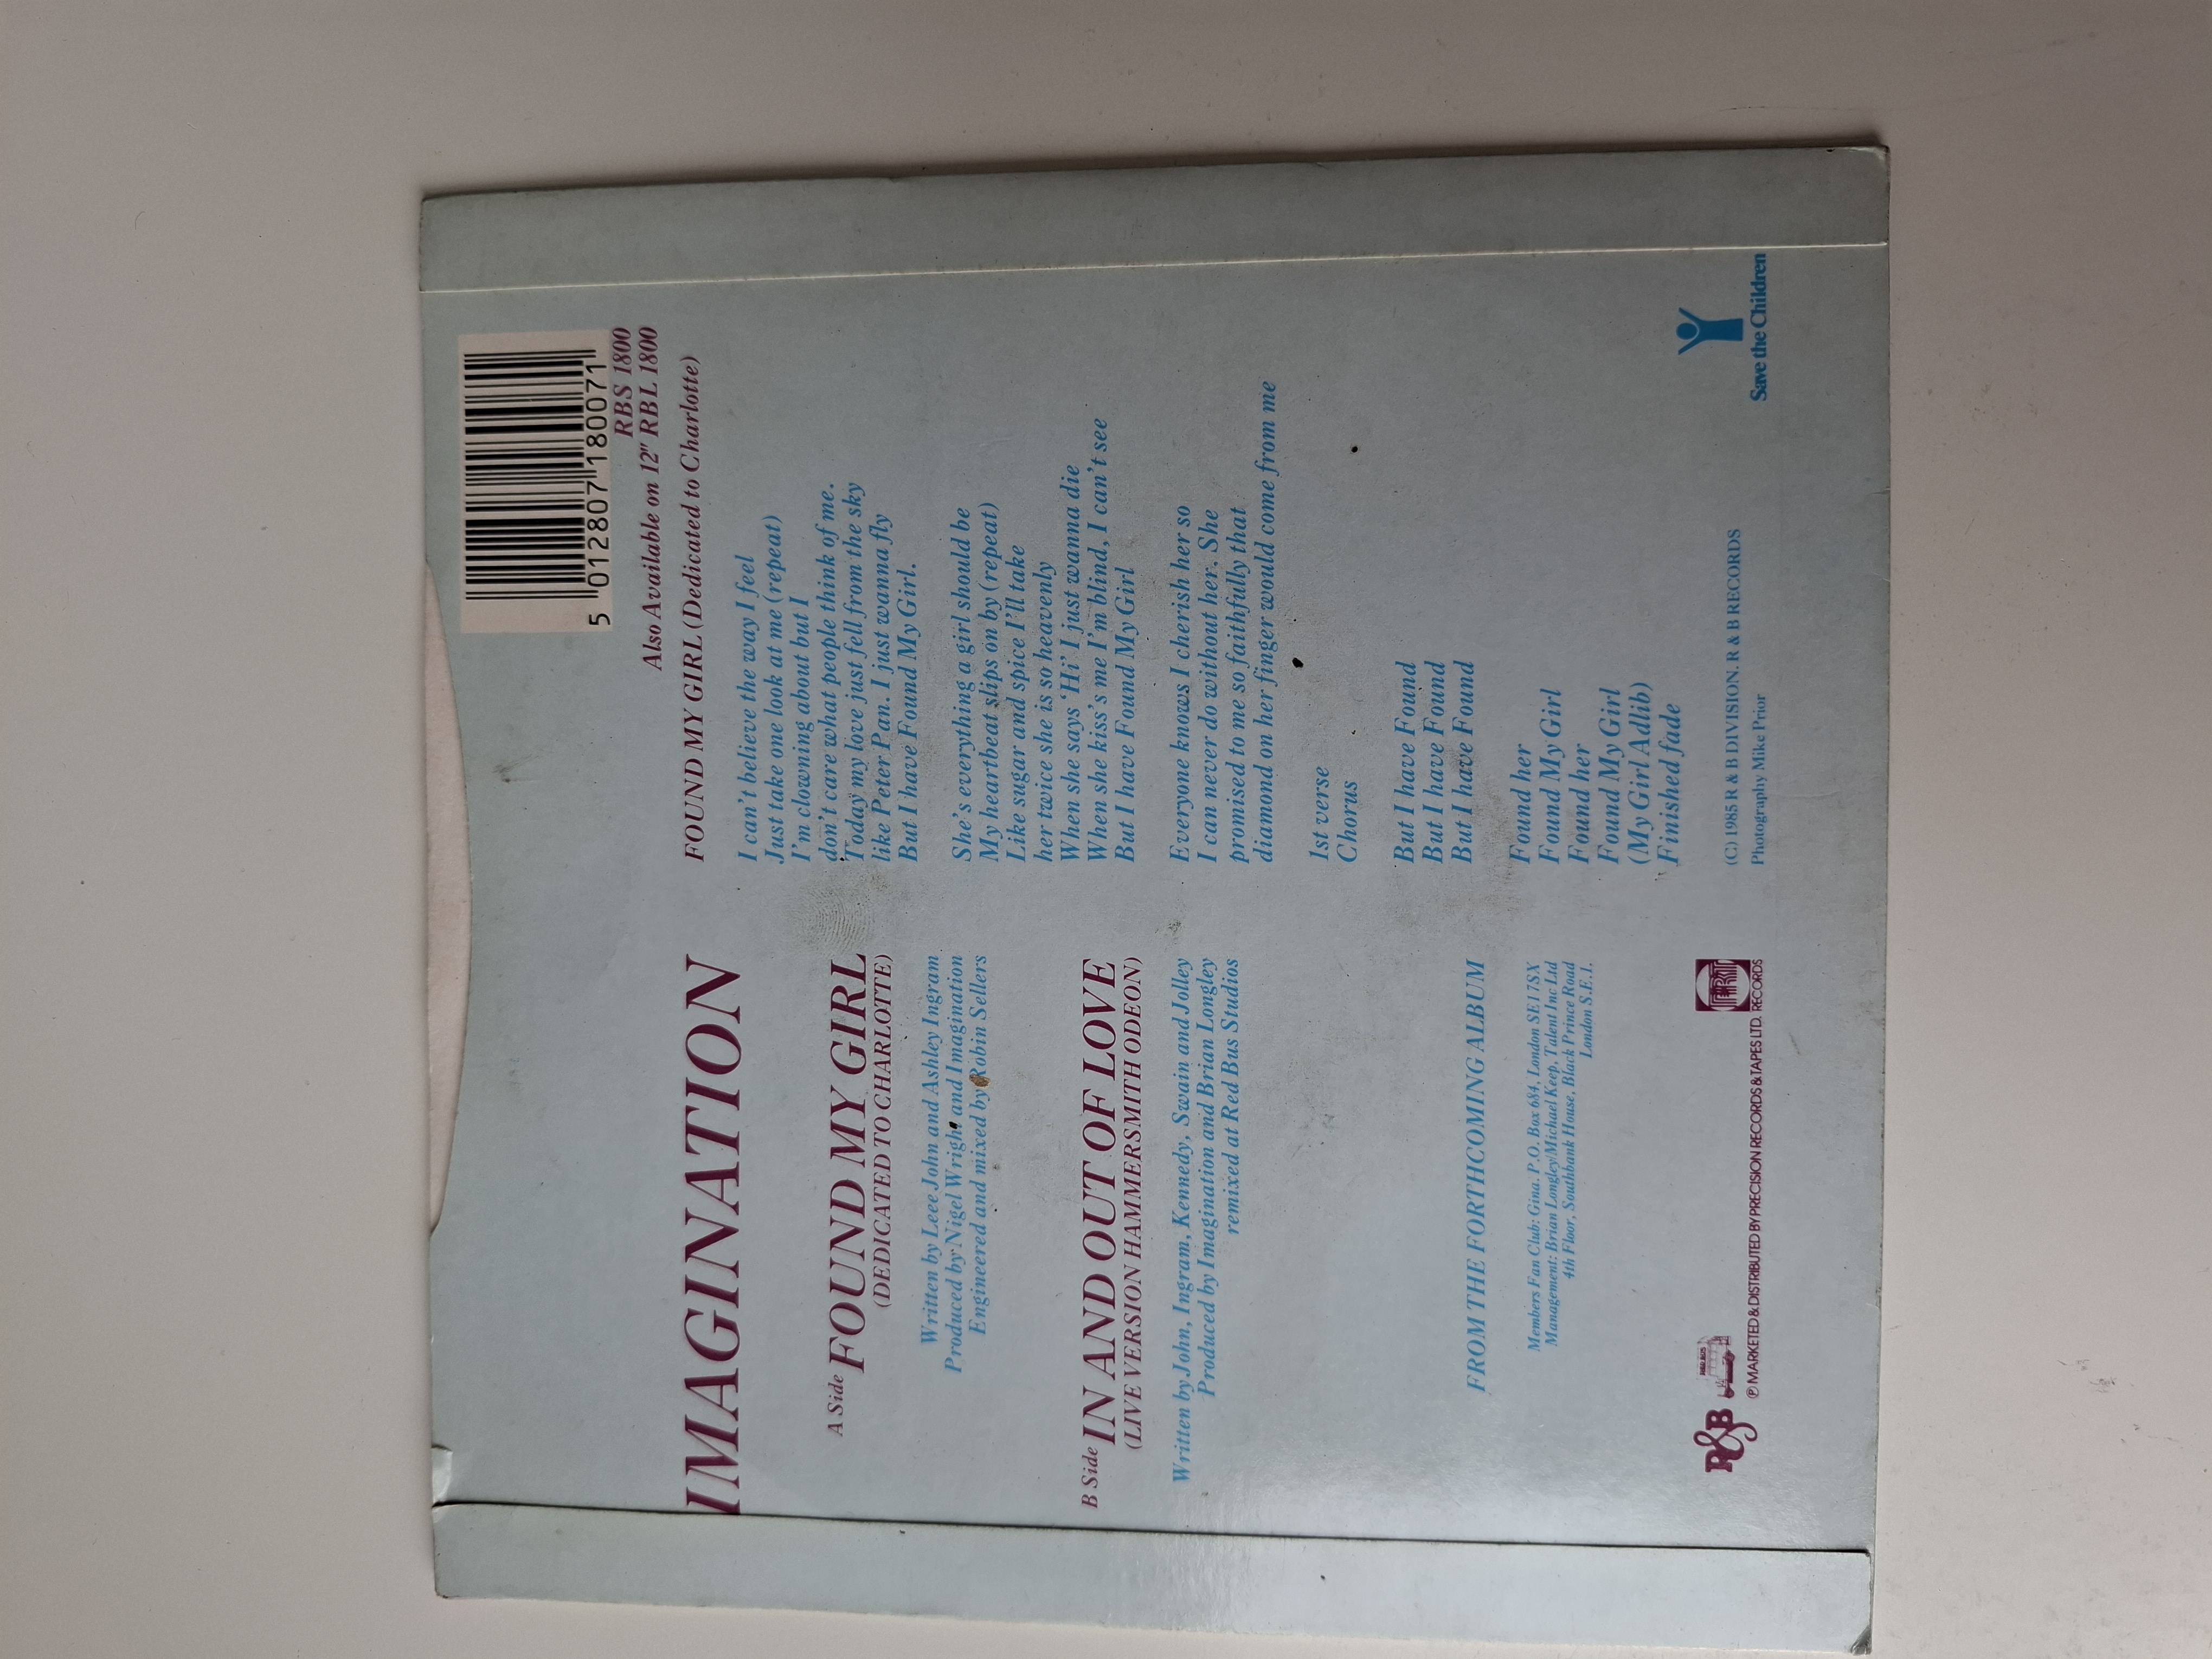 5 012807 180071
RBS 1800
Also Available on 12" RBL 1800
IMAGINATION
A Side FOUND MY GIRL
(DEDICATED TO CHARLOTTE)
Written by Leee John and Ashley Ingram
Produced by Nigel Wright and Imagination
Engineered and mixed by Robin Sellers
B Side IN AND OUT OF LOVE
(LIVE VERSION HAMMERSMITH ODEON)
Written by John, Ingram, Kennedy, Swain and Jolley
Produced by Imagination and Brian Longley
remixed at Red Bus Studios
FROM THE FORTHCOMING ALBUM
Members Fan Club: Gina. P.O. Box 684, London SE1 7SX
Management: Brian Longley/Michael Keep, Talent Inc Ltd
4th Floor, Southbank House, Black Prince Road
London S.E.1.
R&B
RED BUS
Ⓟ MARKETED & DISTRIBUTED BY PRECISION RECORDS & TAPES LTD.
PRT
RECORDS
FOUND MY GIRL (Dedicated to Charlotte)
I can't believe the way I feel
Just take one look at me (repeat)
I'm clowning about but I
don't care what people think of me.
Today my love just fell from the sky
like Peter Pan. I just wanna fly
But I have Found My Girl.
She's everything a girl should be
My heartbeat slips on by (repeat)
Like sugar and spice I'll take
her twice she is so heavenly
When she says 'Hi' I just wanna die
When she kiss's me I'm blind, I can't see
But I have Found My Girl
Everyone knows I cherish her so
I can never do without her. She
promised to me so faithfully that
diamond on her finger would come from me
1st verse
Chorus
But I have Found
But I have Found
But I have Found
Found her
Found My Girl
Found her
Found My Girl
(My Girl Adlib)
Finished fade
(C) 1985 R & B DIVISION. R & B RECORDS
Photography Mike Prior
Save the Children